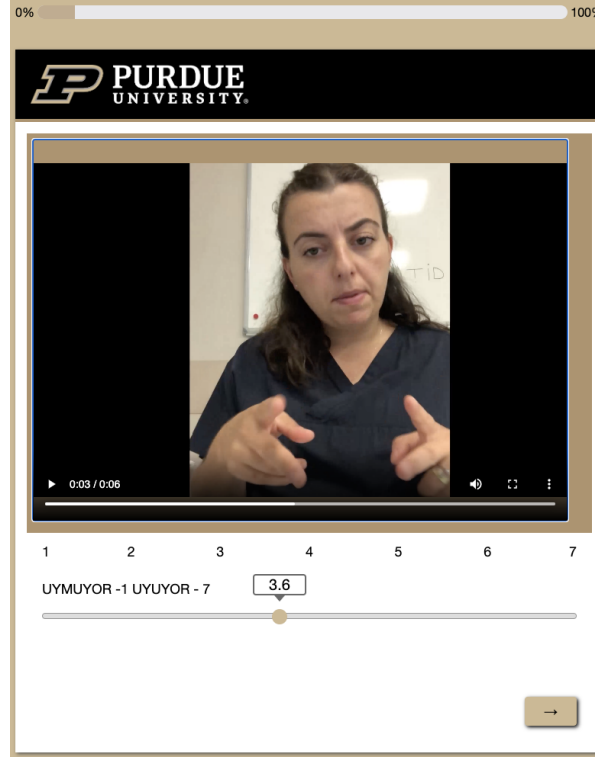 0% 100%
PURDUE
UNIVERSITY®
TİD
0:03 / 0:06
1 2 3 4 5 6 7
UYMUYOR -1 UYUYOR - 7 3.6
→